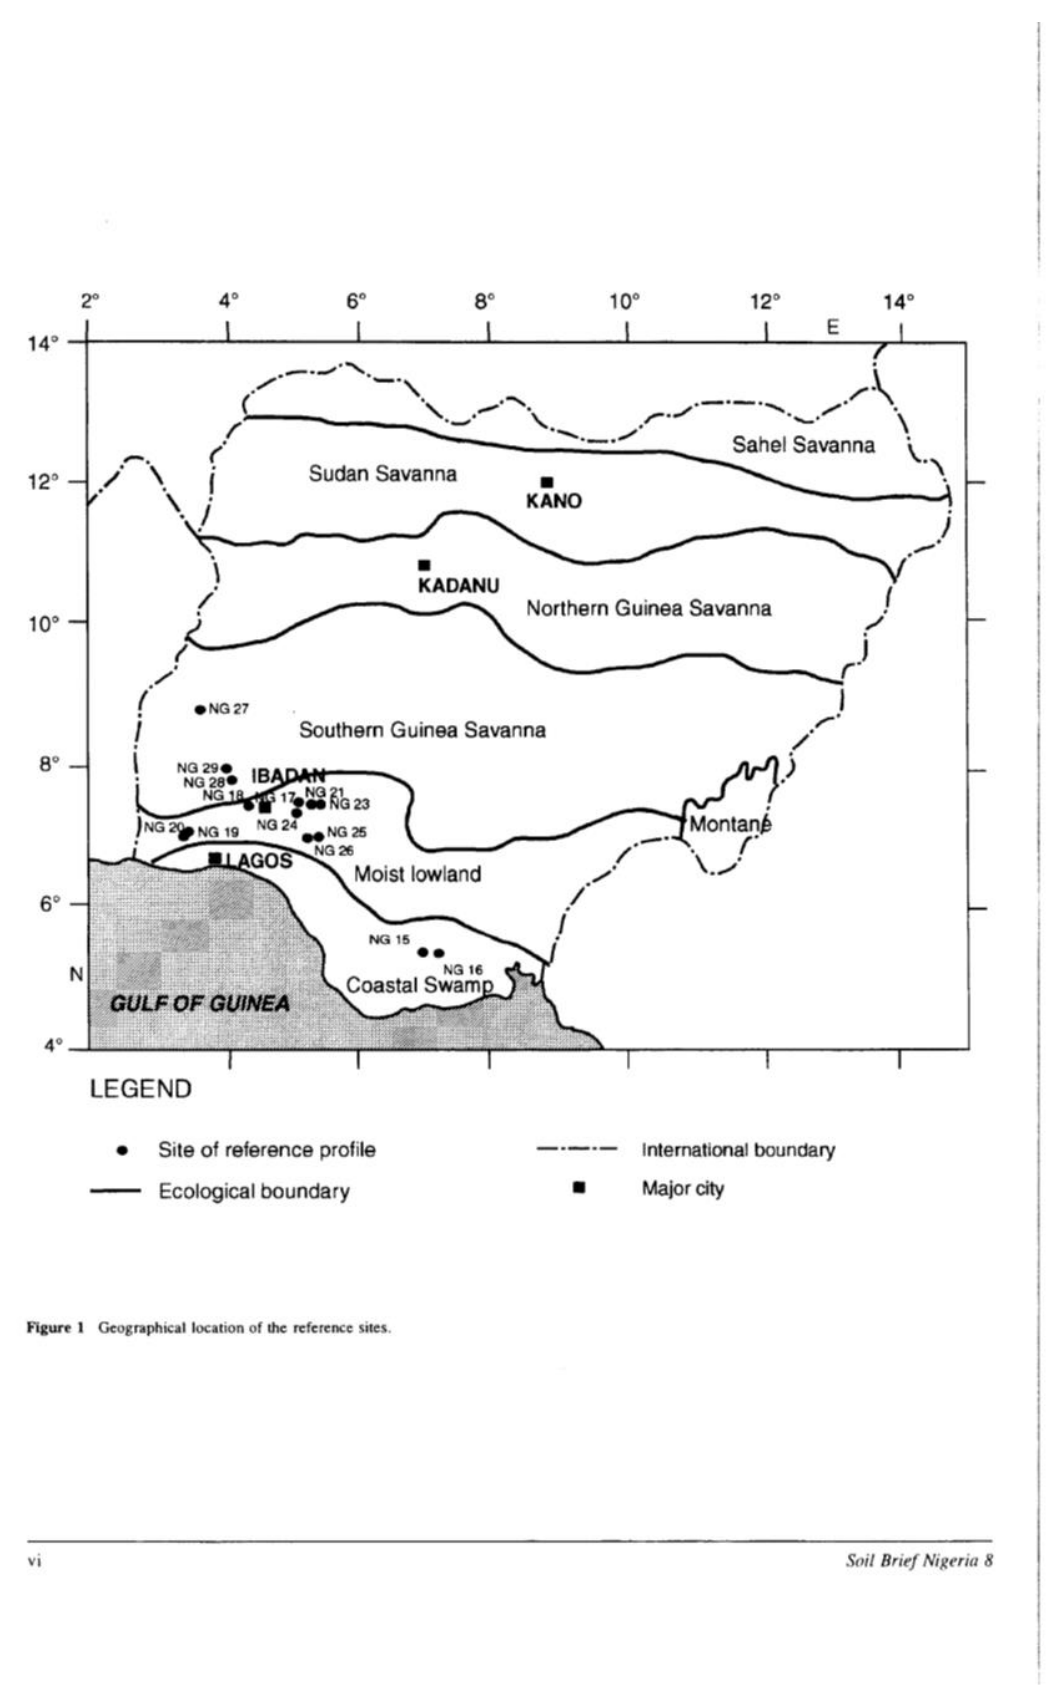 2° 4° 6° 8° 10° 12° 14°
E
14°
Sahel Savanna
Sudan Savanna
12°
KANO
KADANU
Northern Guinea Savanna
10°
NG 27
Southern Guinea Savanna
8°
NG 29
IBADAN
NG 28
NG 21
NG 18
NG 17
NG 23
NG 20
NG 19
NG 24
NG 25
Montane
NG 26
LAGOS
Moist lowland
6°
NG 15
NG 16
N
Coastal Swamp
GULF OF GUINEA
4°
LEGEND
Site of reference profile
International boundary
Ecological boundary
Major city
Figure 1 Geographical location of the reference sites.
vi
Soil Brief Nigeria 8